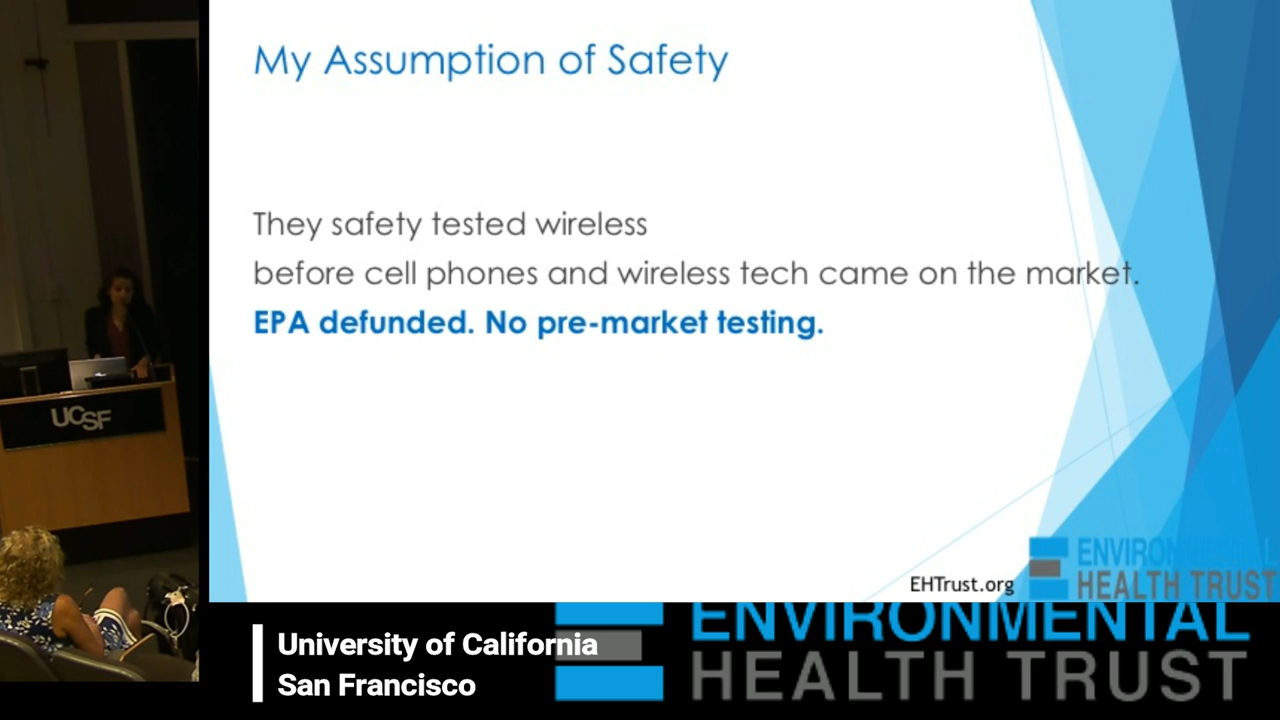 My Assumption of Safety
They safety tested wireless
before cell phones and wireless tech came on the market.
EPA defunded. No pre-market testing.
UCSF
EHTrust.org
ENVIRONMENTAL
HEALTH TRUST
University of California
San Francisco
ENVIRONMENTAL
HEALTH TRUST